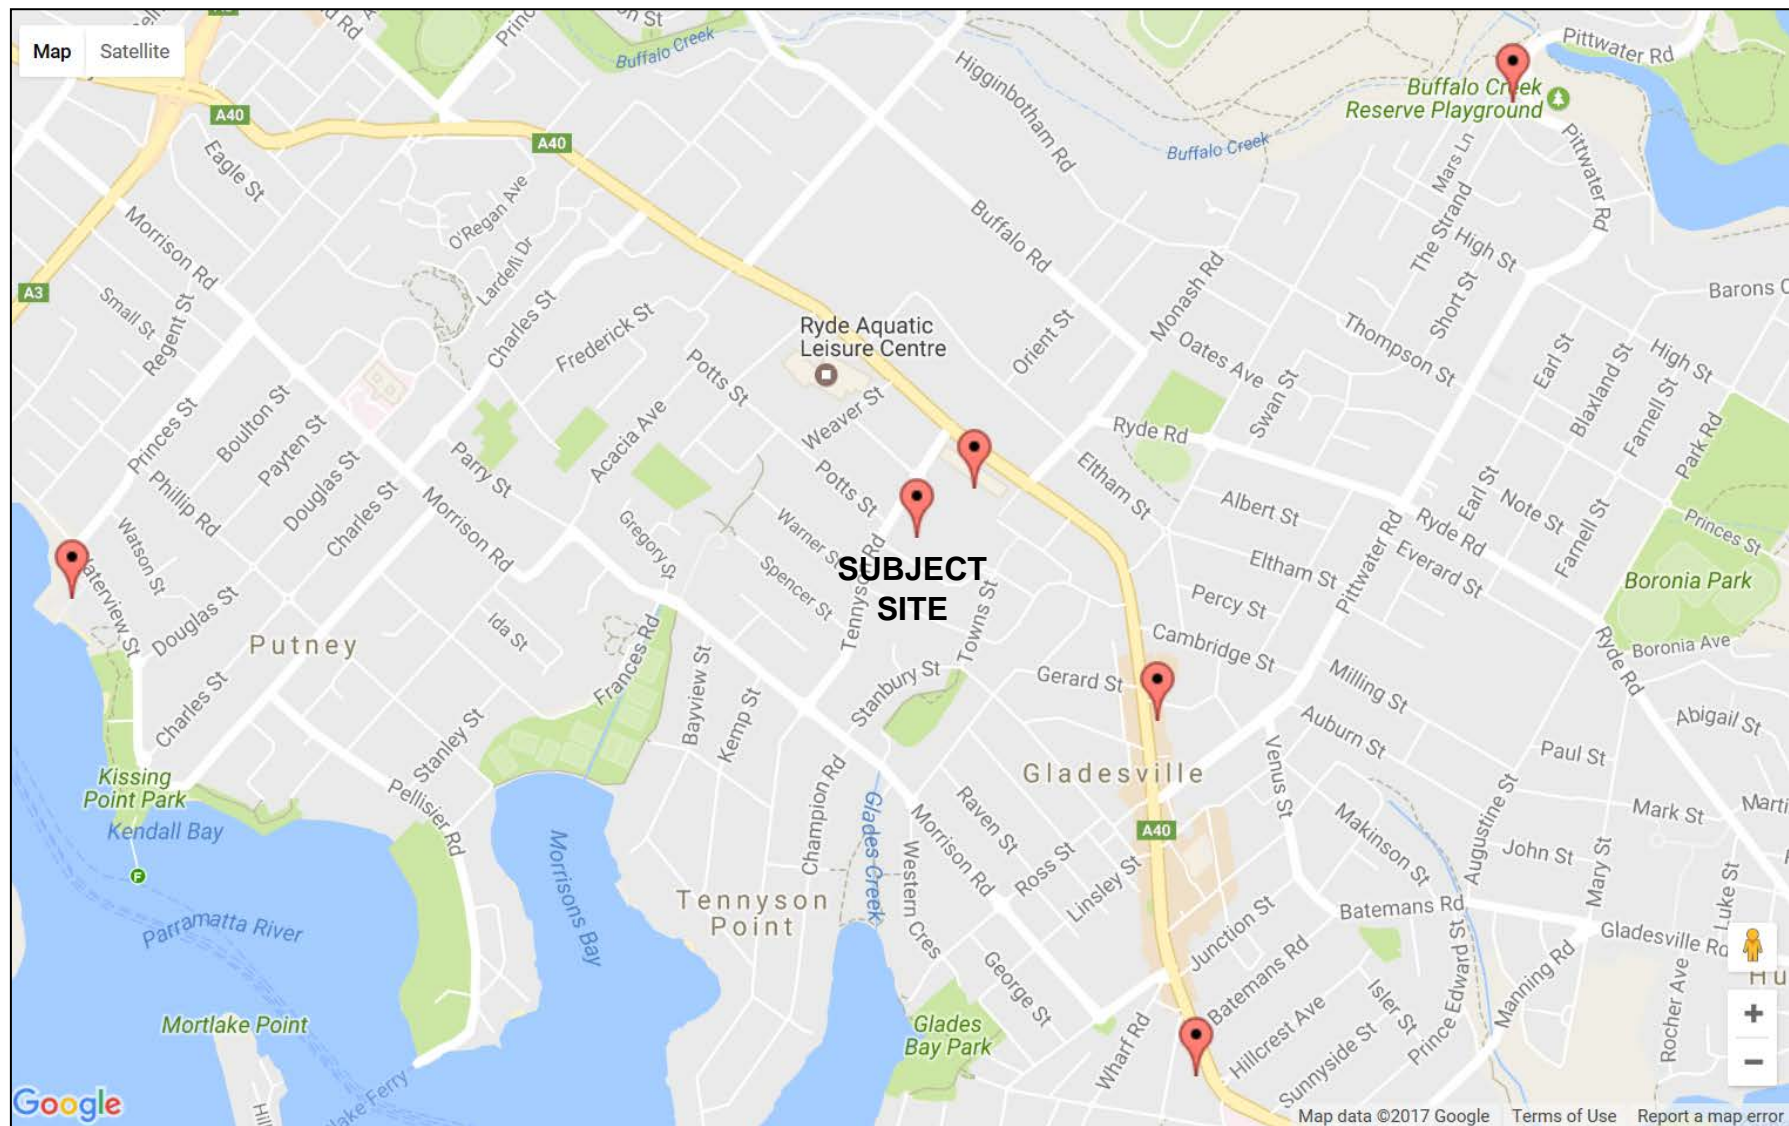 Map
Satellite
Buffalo Creek
Pittwater Rd
Higginbotham
Rd
Buffalo Creek
Reserve Playground
A40
A40
Eagle St
Buffalo Creek
Mars Ln
Pittwater Rd
O'Regan Ave
Morrison Rd
Buffalo Rd
The Strand
High St
Lardelli Dr
A3
Small St
Regent St
Charles St
Frederick St
Monash Rd
Short St
Barons C
Ryde Aquatic
Leisure Centre
Orient St
Oates Ave
Thompson St
Earl St
Blaxland St
High St
Potts St
Swan St
Farnell St
Park Rd
Boulton St
Princes St
Payten St
Acacia Ave
Weaver St
Ryde Rd
Parry St
Douglas St
Phillip Rd
Charles St
Morrison Rd
Potts St
Eltham St
Albert St
Earl St
Note St
Farnell St
Princes St
Watson St
Gregory St
Warner St
Spencer St
Tennyson Rd
SUBJECT
SITE
Eltham St
Pittwater Rd
Ryde Rd
Everard St
Boronia Park
Waterview St
Douglas St
Putney
Ida St
Frances Rd
Towns St
Percy St
Cambridge St
Boronia Ave
Ryde Rd
Bayview St
Kemp St
Stanbury St
Gerard St
Milling St
Charles St
Stanley St
Auburn St
Abigail St
Paul St
Kissing
Point Park
Kendall Bay
Pellisier Rd
Champion Rd
Glades Creek
Gladesville
Venus St
Makinson St
Augustine St
Mark St
Marti
F
Morrisons Bay
Raven St
Morrison Rd
Ross St
A40
John St
Mary St
Luke St
Western Cres
Linsley St
Tennyson
Point
Parramatta River
Batemans Rd
Junction St
Gladesville Rd
Prince Edward St
Manning Rd
Hu
Mortlake Point
George St
Batemans Rd
Isler St
Rocher Ave
Glades
Bay Park
Wharf Rd
Hillcrest Ave
Sunnyside St
lake Ferry
Google
Map data ©2017 Google
Terms of Use
Report a map error